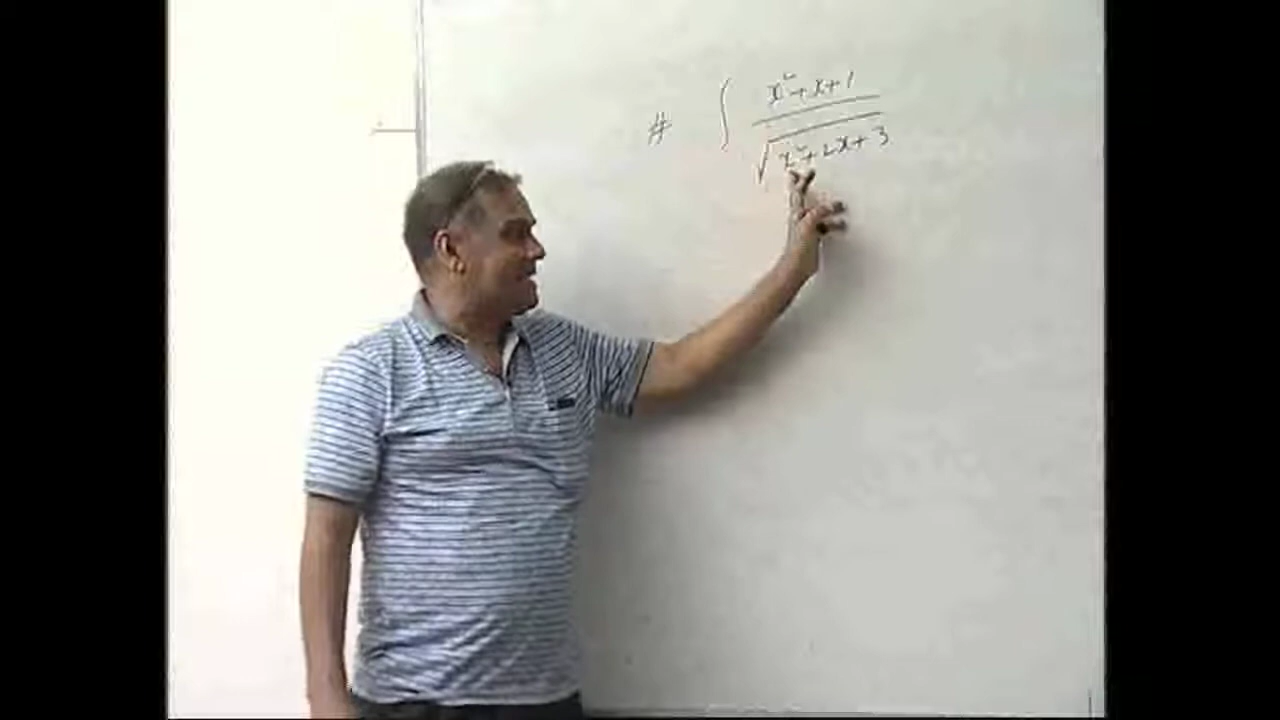 # ∫ x²+x+1 / √x²+2x+3